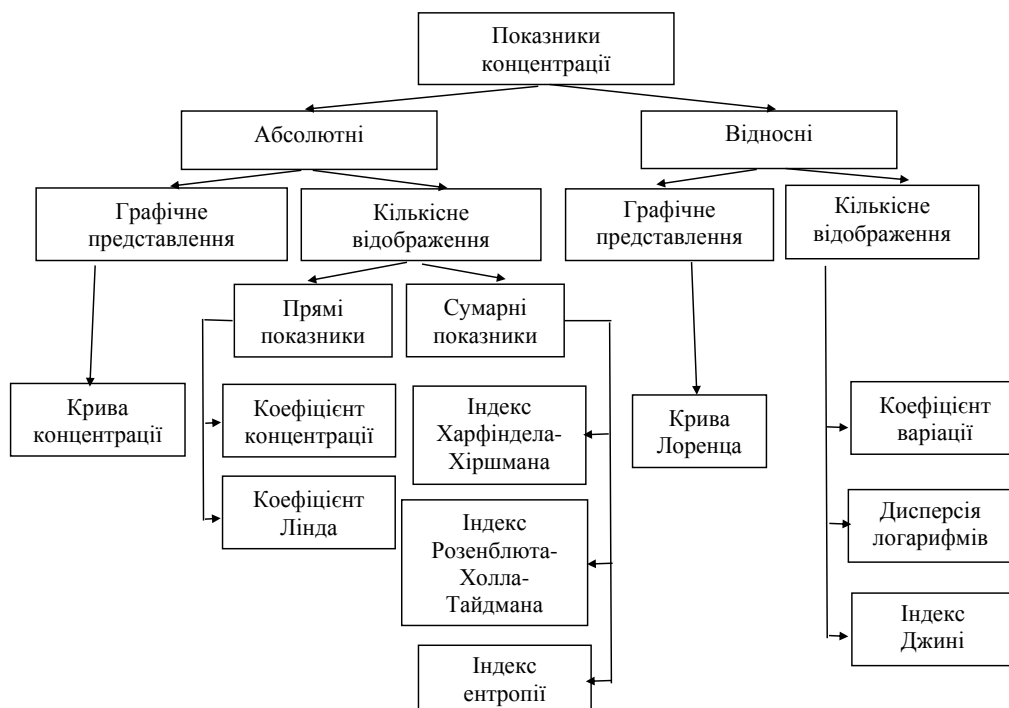 Показники
концентрації
Абсолютні
Відносні
Графічне
представлення
Кількісне
відображення
Графічне
представлення
Кількісне
відображення
Прямі
показники
Сумарні
показники
Крива
концентрації
Коефіцієнт
концентрації
Коефіцієнт
Лінда
Індекс
Харфіндела-
Хіршмана
Індекс
Розенблюта-
Холла-
Тайдмана
Індекс
ентропії
Крива
Лоренца
Коефіцієнт
варіації
Дисперсія
логарифмів
Індекс
Джині